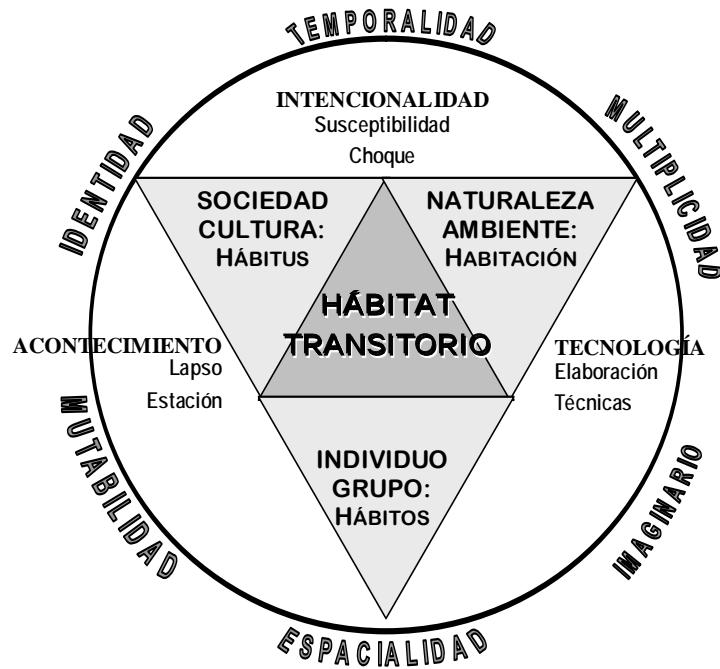 TEMPORALIDAD
IDENTIDAD
MULTIPLICIDAD
INTENCIONALIDAD
Susceptibilidad
Choque
SOCIEDAD
CULTURA:
HÁBITUS
NATURALEZA
AMBIENTE:
HABITACIÓN
HÁBITAT
TRANSITORIO
ACONTECIMIENTO
Lapso
Estación
TECNOLOGÍA
Elaboración
Técnicas
INDIVIDUO
GRUPO:
HÁBITOS
MUTABILIDAD
IMAGINARIO
ESPACIALIDAD